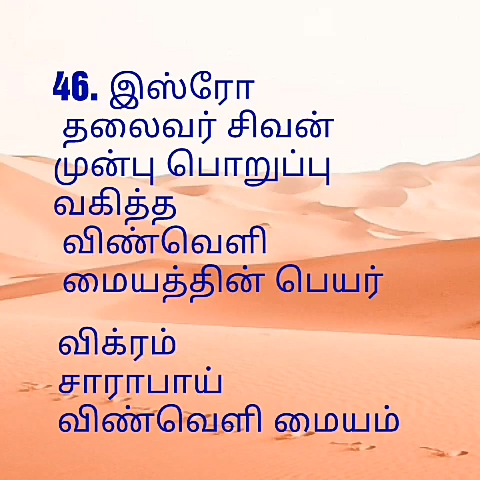 46. இஸ்ரோ
தலைவர் சிவன்
முன்பு பொறுப்பு
வகித்த
விண்வெளி
மையத்தின் பெயர்
விக்ரம்
சாராபாய்
விண்வெளி மையம்